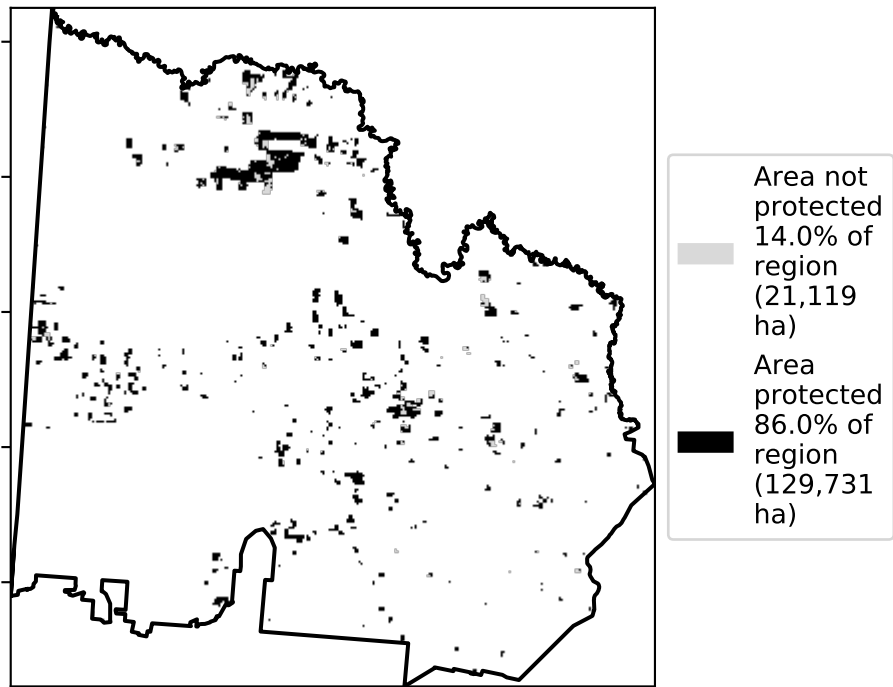 Area not
protected
14.0% of
region
(21,119
ha)
Area
protected
86.0% of
region
(129,731
ha)